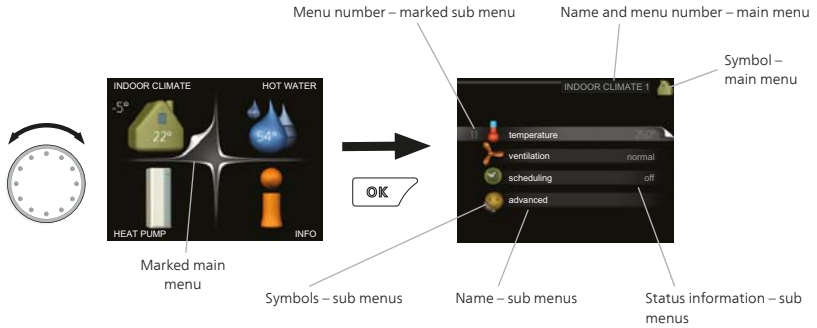 Menu number – marked sub menu
Name and menu number – main menu
Symbol –
main menu
INDOOR CLIMATE
HOT WATER
-5°
22°
54°
HEAT PUMP
INFO
OK
INDOOR CLIMATE 1
temperature
ventilation
normal
scheduling
off
advanced
Marked main
menu
Symbols – sub menus
Name – sub menus
Status information – sub
menus